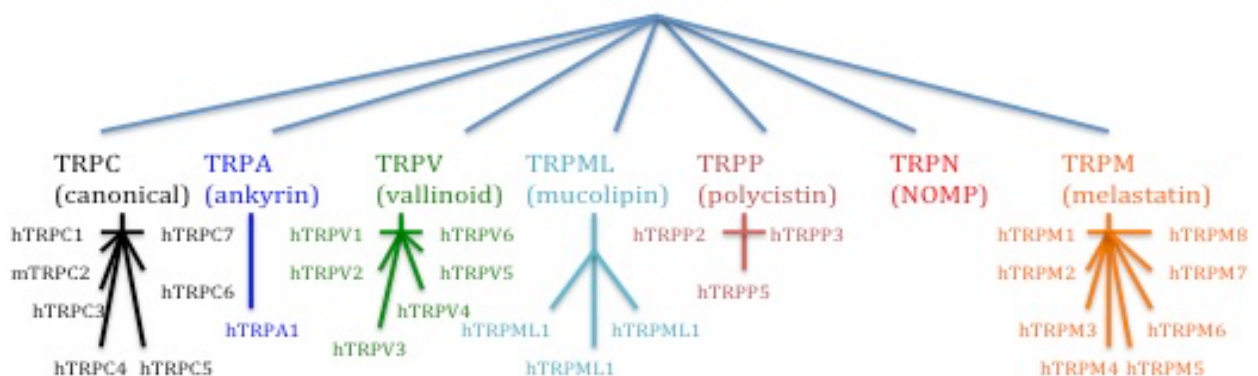 TRPC TRPA TRPV TRPML TRPP TRPN TRPM
(canonical) (ankyrin) (vallinoid) (mucolipin) (polycistin) (NOMP) (melastatin)
hTRPC1 hTRPC7 hTRPV1 hTRPV6 hTRPP2 hTRPP3 hTRPM1 hTRPM8
mTRPC2 hTRPV2 hTRPV5 hTRPM2 hTRPM7
hTRPC6 hTRPP5
hTRPC3 hTRPV4
hTRPA1 hTRPML1 hTRPML1 hTRPM3 hTRPM6
hTRPV3
hTRPC4 hTRPC5 hTRPML1 hTRPM4 hTRPM5